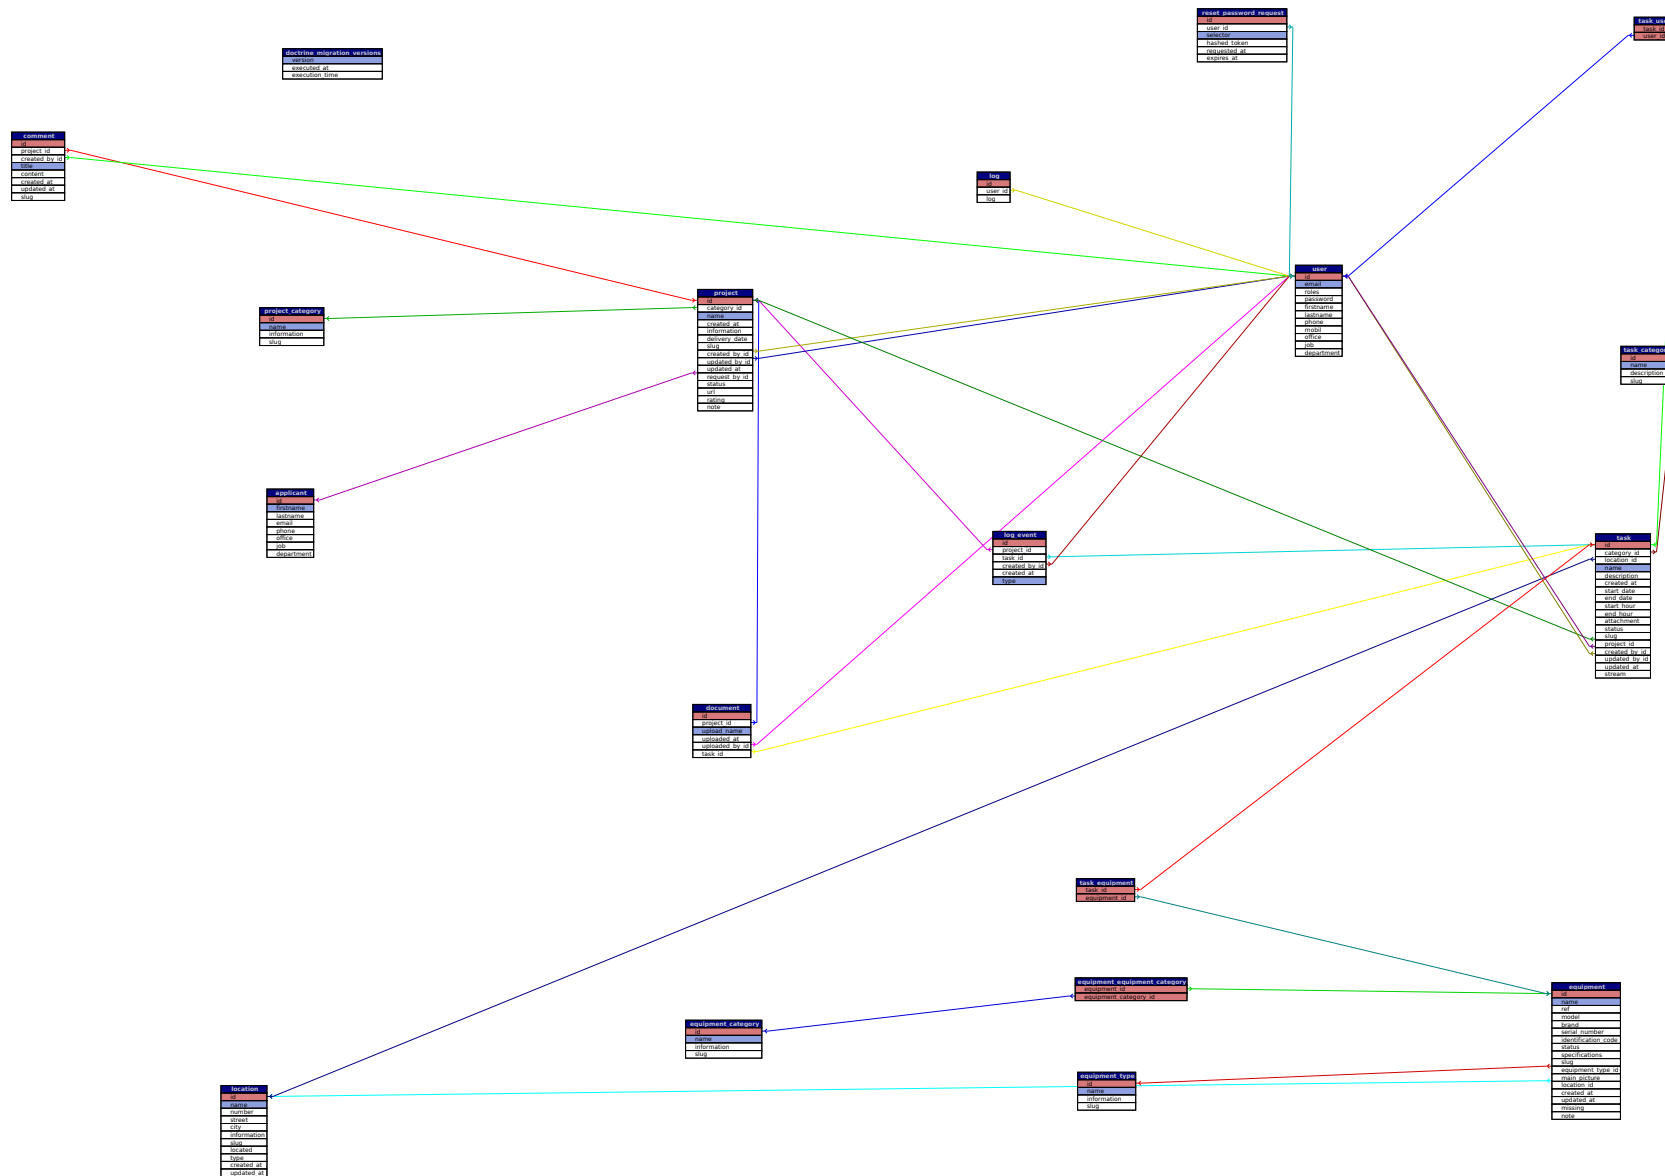 reset_password_request
id
user_id
selector
hashed_token
requested_at
expires_at
task_id
user_id
doctrine_migration_versions
version
executed_at
execution_time
comment
id
project_id
created_by_id
title
content
created_at
updated_at
slug
log
id
user_id
log
user
id
email
roles
password
firstname
lastname
phone
mobil
office
job
department
project
id
category_id
name
created_at
information
delivery_date
slug
created_by_id
updated_by_id
updated_at
request_by_id
status
url
rating
note
project_category
id
name
information
slug
id
name
description
slug
applicant
id
firstname
lastname
email
phone
office
job
department
log_event
id
project_id
task_id
created_by_id
created_at
type
task
id
category_id
location_id
name
description
created_at
start_date
end_date
start_hour
end_hour
attachment
status
slug
project_id
created_by_id
updated_by_id
updated_at
stream
document
id
project_id
upload_name
uploaded_at
uploaded_by_id
task_id
task_equipment
task_id
equipment_id
equipment_equipment_category
equipment_id
equipment_category_id
equipment
id
name
ref
model
brand
serial_number
identification_code
status
specifications
slug
equipment_type_id
main_picture
location_id
created_at
updated_at
missing
note
equipment_category
id
name
information
slug
equipment_type
id
name
information
slug
location
id
name
number
street
city
information
slug
located
type
created_at
updated_at